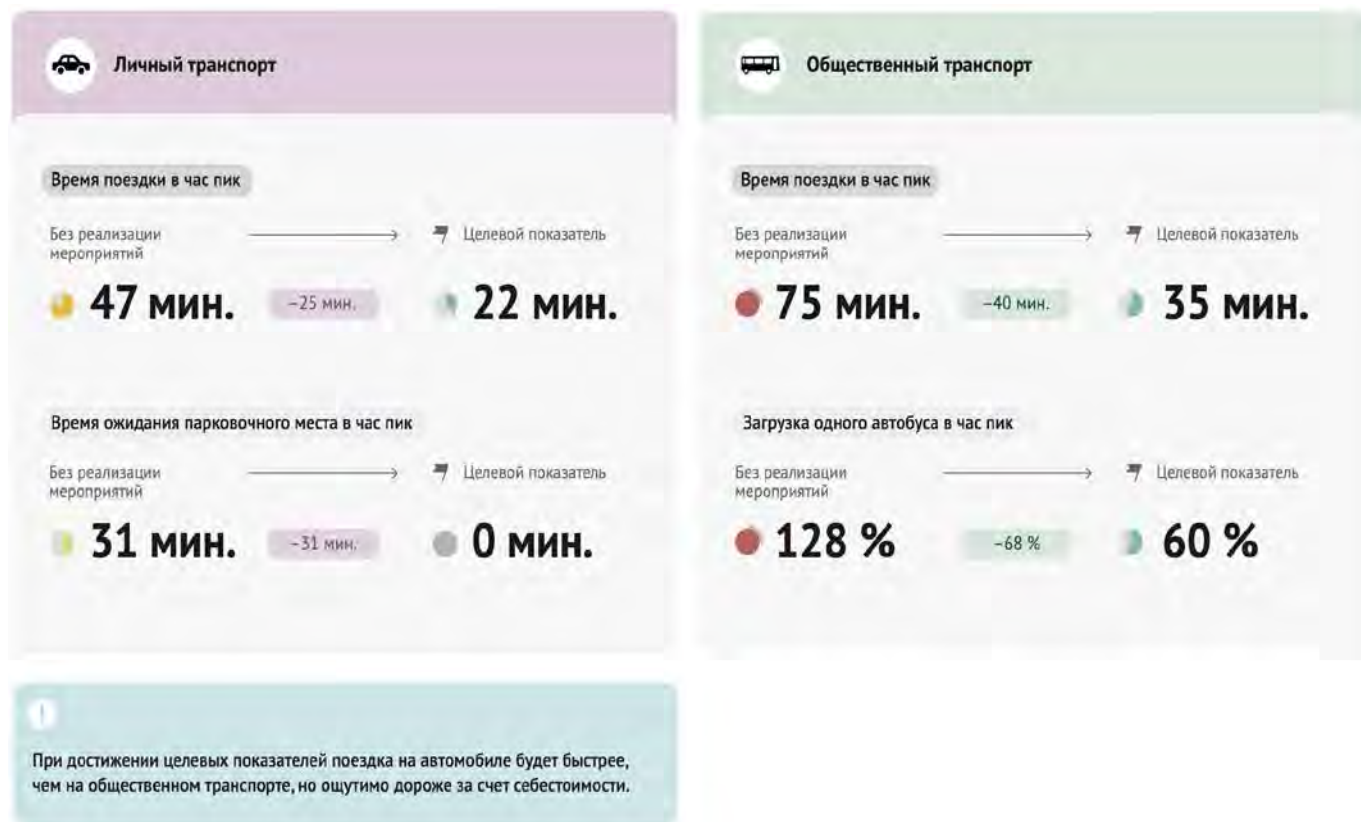 Личный транспорт
Время поездки в час пик
Без реализации
мероприятий
Целевой показатель
47 мин.
–25 мин.
22 мин.
Время ожидания парковочного места в час пик
Без реализации
мероприятий
Целевой показатель
31 мин.
–31 мин.
0 мин.
Общественный транспорт
Время поездки в час пик
Без реализации
мероприятий
Целевой показатель
75 мин.
–40 мин.
35 мин.
Загрузка одного автобуса в час пик
Без реализации
мероприятий
Целевой показатель
128 %
–68 %
60 %
!
При достижении целевых показателей поездка на автомобиле будет быстрее,
чем на общественном транспорте, но ощутимо дороже за счет себестоимости.